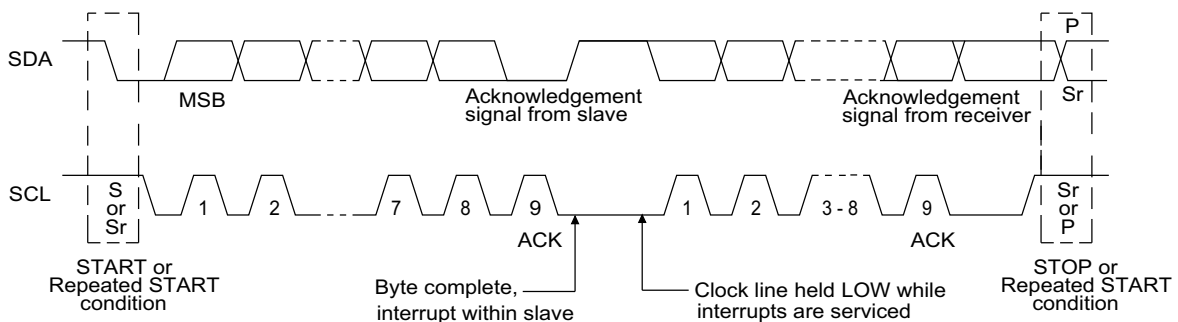 P
SDA
MSB
Acknowledgement
signal from slave
Acknowledgement
signal from receiver
Sr
SCL
S
or
Sr
1
2
7
8
9
1
2
3 - 8
9
Sr
or
P
ACK
ACK
START or
Repeated START
condition
Byte complete,
interrupt within slave
Clock line held LOW while
interrupts are serviced
STOP or
Repeated START
condition